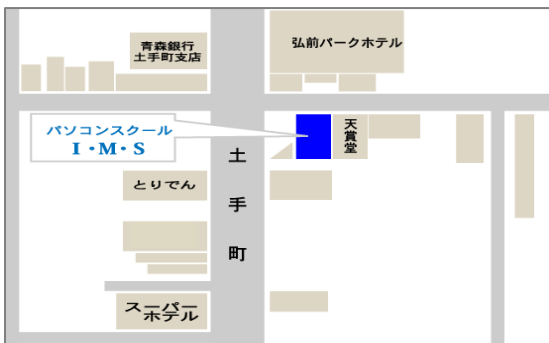 青森銀行
土手町支店
弘前パークホテル
パソコンスクール
I・M・S
天賞堂
土手町
とりでん
スーパー
ホテル